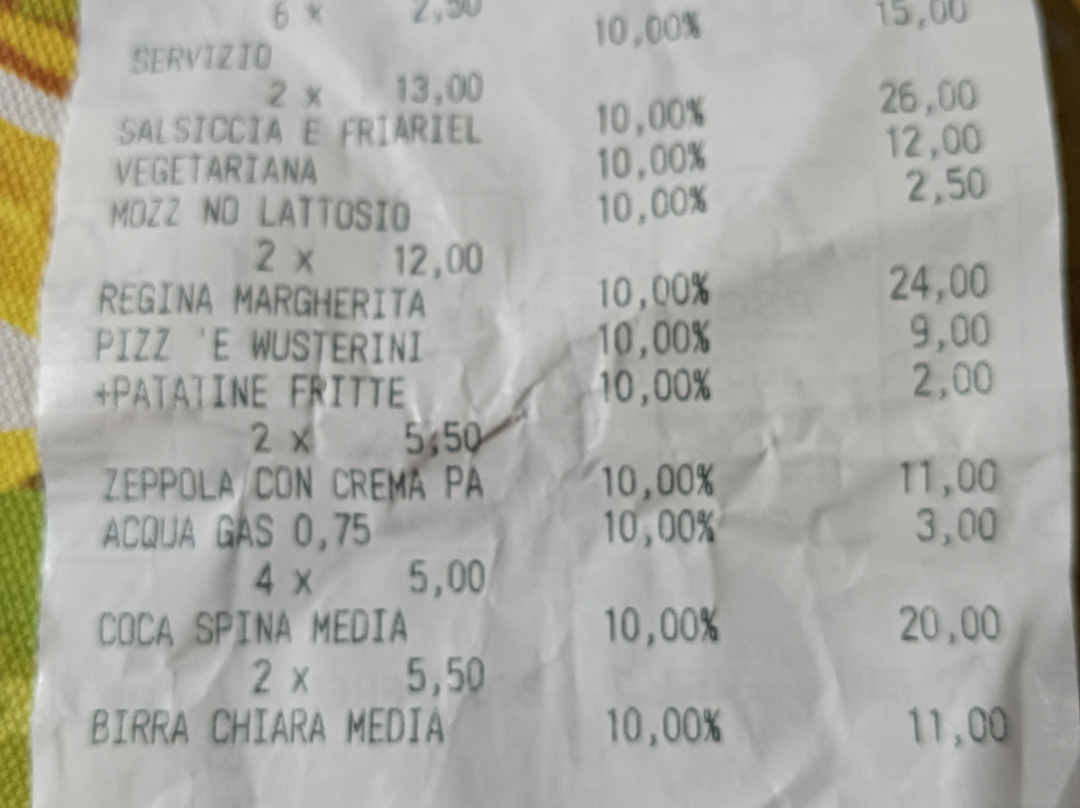 6 x 2,50
SERVIZIO 10,00% 15,00
2 x 13,00
SALSICCIA E FRIARIEL 10,00% 26,00
VEGETARIANA 10,00% 12,00
MOZZ NO LATTOSIO 10,00% 2,50
2 x 12,00
REGINA MARGHERITA 10,00% 24,00
PIZZ 'E WUSTERINI 10,00% 9,00
+PATATINE FRITTE 10,00% 2,00
2 x 5,50
ZEPPOLA CON CREMA PA 10,00% 11,00
ACQUA GAS 0,75 10,00% 3,00
4 x 5,00
COCA SPINA MEDIA 10,00% 20,00
2 x 5,50
BIRRA CHIARA MEDIA 10,00% 11,00